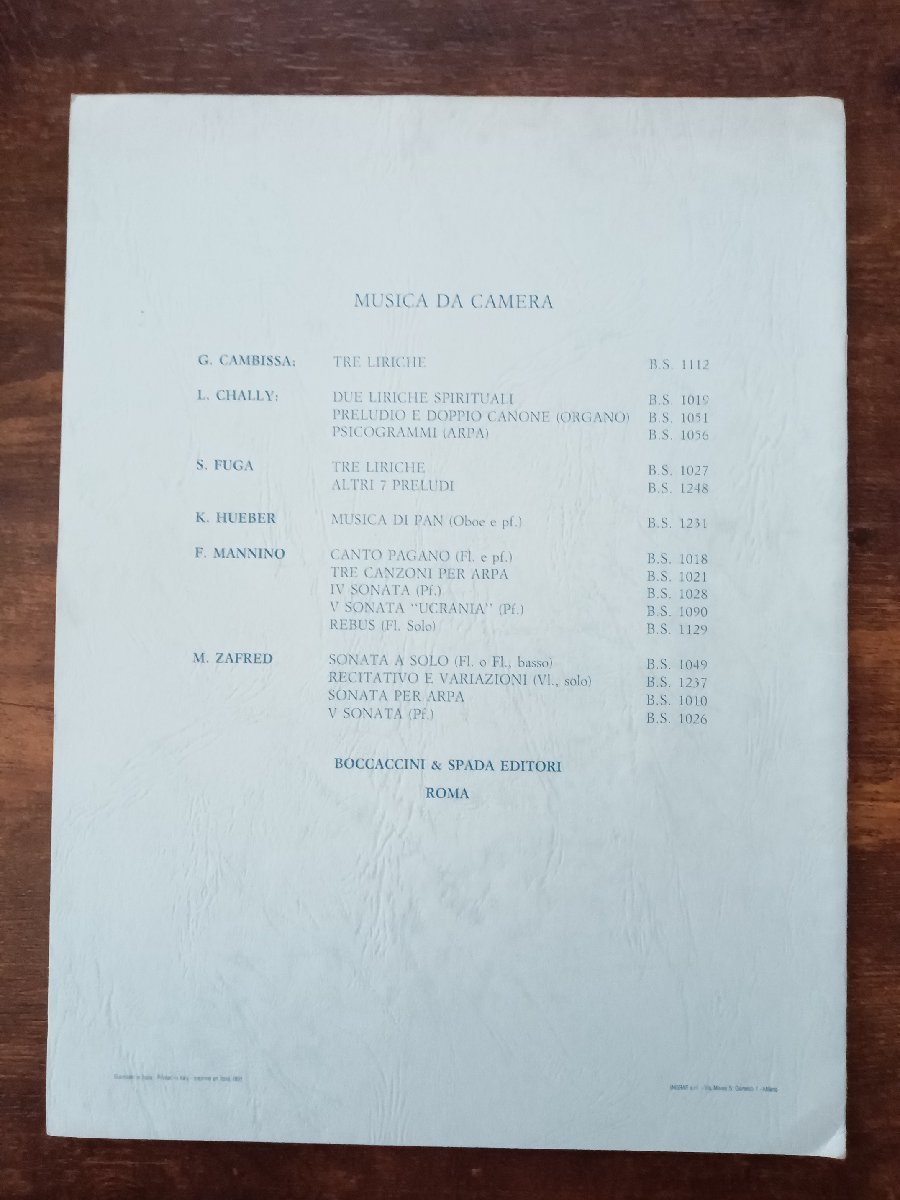 MUSICA DA CAMERA
G. CAMBISSA: TRE LIRICHE B.S. 1112
L. CHALLY: DUE LIRICHE SPIRITUALI B.S. 1019
PRELUDIO E DOPPIO CANONE (ORGANO) B.S. 1051
PSICOGRAMMI (ARPA) B.S. 1056
S. FUGA TRE LIRICHE B.S. 1027
ALTRI 7 PRELUDI B.S. 1248
K. HUEBER MUSICA DI PAN (Oboe e pf.) B.S. 1231
F. MANNINO CANTO PAGANO (Fl. e pf.) B.S. 1018
TRE CANZONI PER ARPA B.S. 1021
IV SONATA (Pf.) B.S. 1028
V SONATA "UCRANIA" (Pf.) B.S. 1090
REBUS (Fl. Solo) B.S. 1129
M. ZAFRED SONATA A SOLO (Fl. o Fl., basso) B.S. 1049
RECITATIVO E VARIAZIONI (Vl., solo) B.S. 1237
SONATA PER ARPA B.S. 1010
V SONATA (Pf.) B.S. 1026
BOCCACCINI & SPADA EDITORI
ROMA
Printed in Italy
- Milano